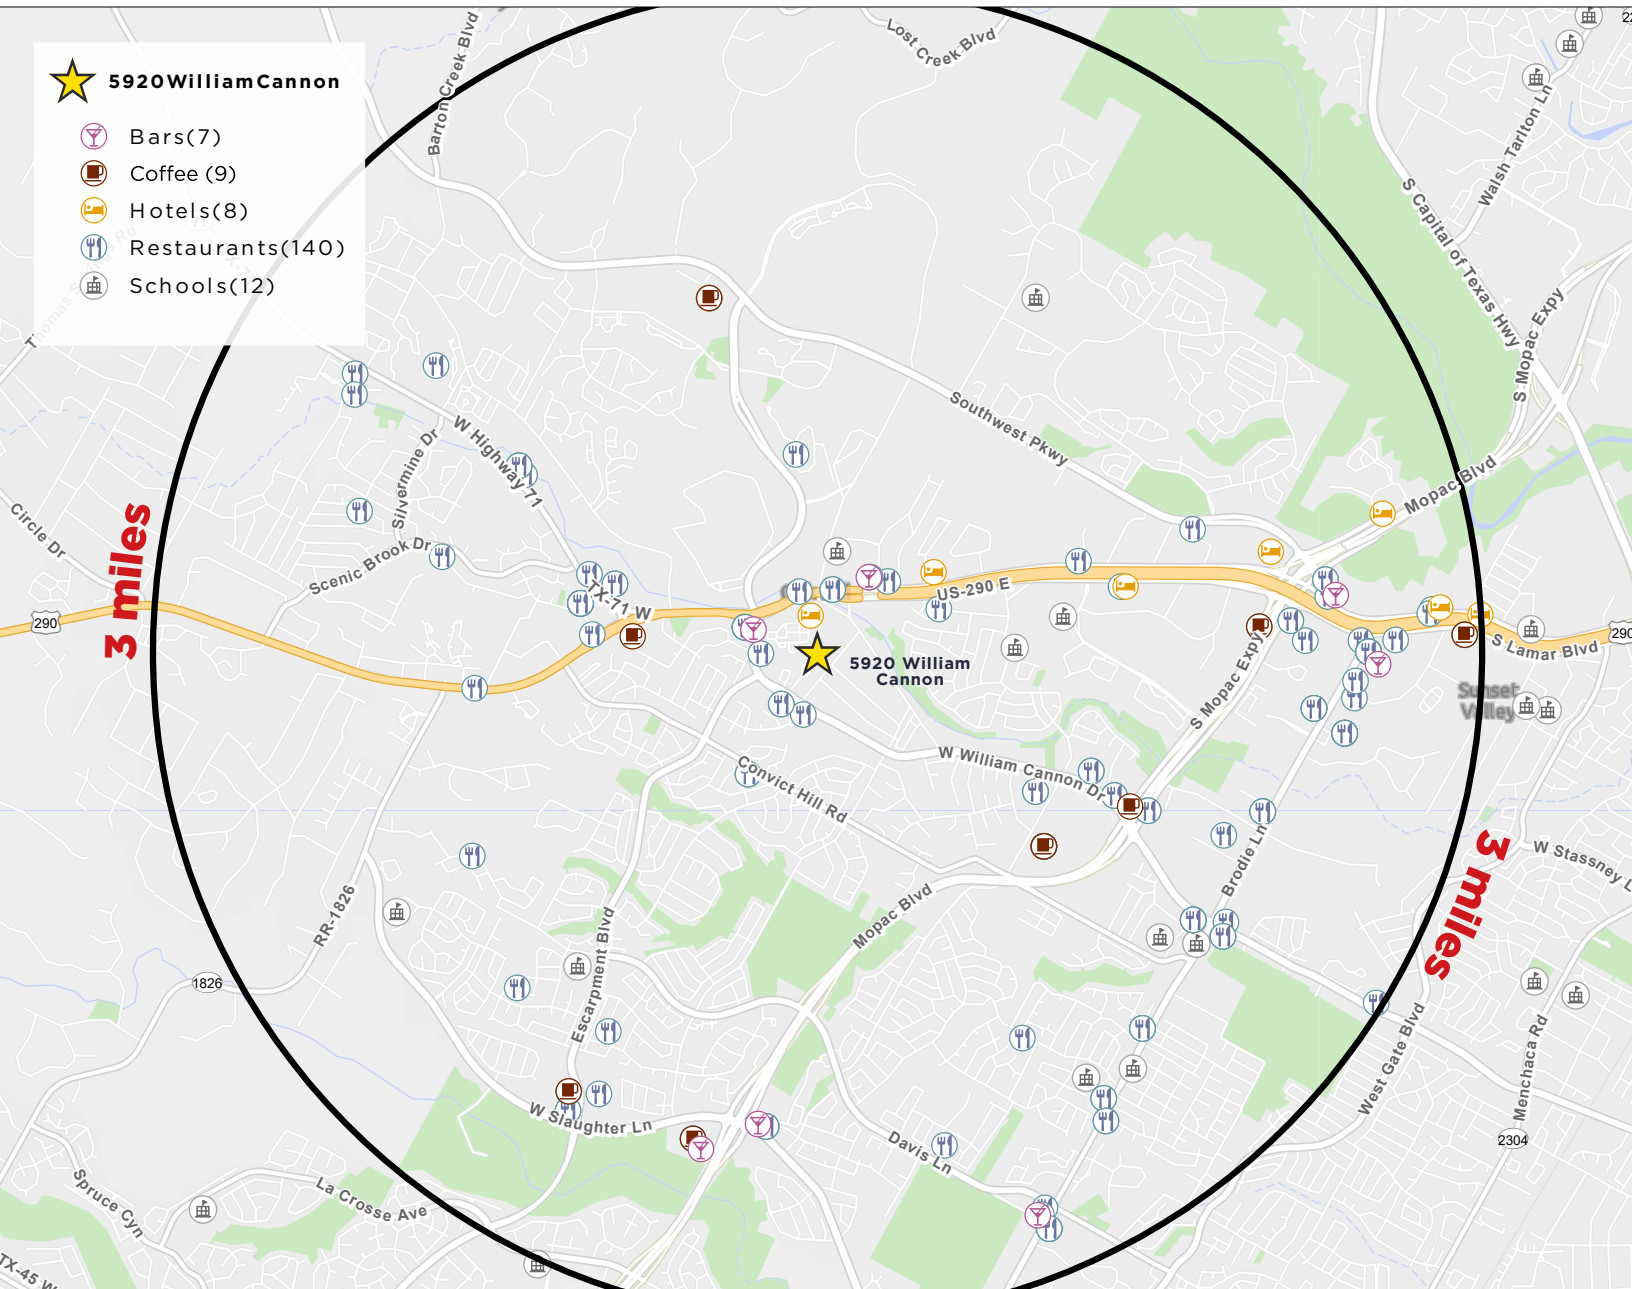 5920WilliamCannon
Bars(7)
Coffee (9)
Hotels(8)
Restaurants(140)
Schools(12)
Barton Creek Blvd
Lost Creek Blvd
Walsh Tarlton Ln
S Capital of Texas Hwy
S Mopac Expy
Southwest Pkwy
Mopac Blvd
W Highway 71
Silvermine Dr
Scenic Brook Dr
Circle Dr
3 miles
290
TX-71 W
US-290 E
290
S Lamar Blvd
5920 William
Cannon
S Mopac Expy
Sunset
Valley
W William Cannon Dr
Convict Hill Rd
Brodie Ln
3 miles
W Stassney L
RR-1826
Mopac Blvd
Escarpment Blvd
1826
West Gate Blvd
Menchaca Rd
2304
W Slaughter Ln
Davis Ln
La Crosse Ave
Spruce Cyn
TX-45 W